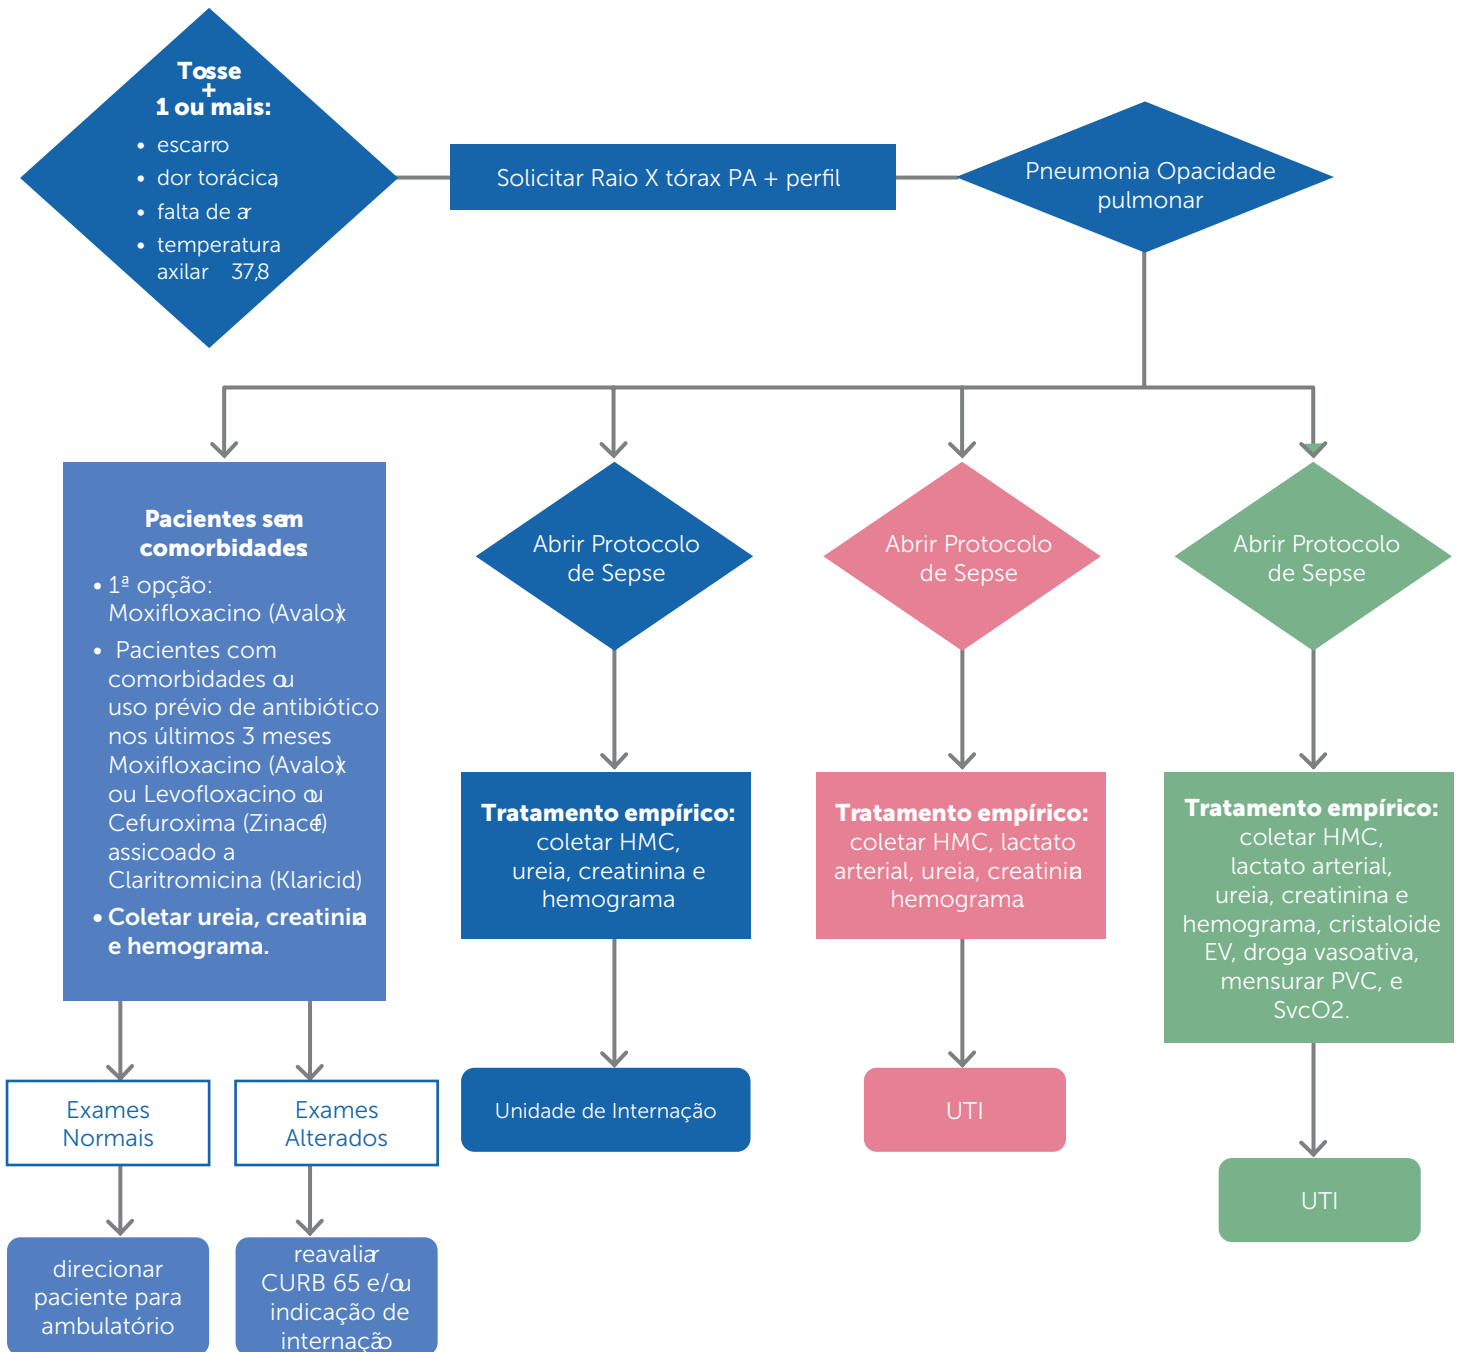 Tosse
+
1 ou mais:
• escarro
• dor torácica,
• falta de ar
• temperatura
axilar 37,8
Solicitar Raio X tórax PA + perfil
Pneumonia Opacidade
pulmonar
Pacientes sem
comorbidades:
• 1ª opção:
Moxifloxacino (Avalox)
• Pacientes com
comorbidades ou
uso prévio de antibiótico
nos últimos 3 meses
Moxifloxacino (Avalox)
ou Levofloxacino ou
Cefuroxima (Zinacef)
assicoado a
Claritromicina (Klaricid)
• Coletar ureia, creatinina
e hemograma.
Exames
Normais
Exames
Alterados
direcionar
paciente para
ambulatório
reavaliar
CURB 65 e/ou
indicação de
internação
Abrir Protocolo
de Sepse
Tratamento empírico:
coletar HMC,
ureia, creatinina e
hemograma
Unidade de Internação
Abrir Protocolo
de Sepse
Tratamento empírico:
coletar HMC, lactato
arterial, ureia, creatinina
hemograma.
UTI
Abrir Protocolo
de Sepse
Tratamento empírico:
coletar HMC,
lactato arterial,
ureia, creatinina e
hemograma, cristaloide
EV, droga vasoativa,
mensurar PVC, e
SvcO2.
UTI